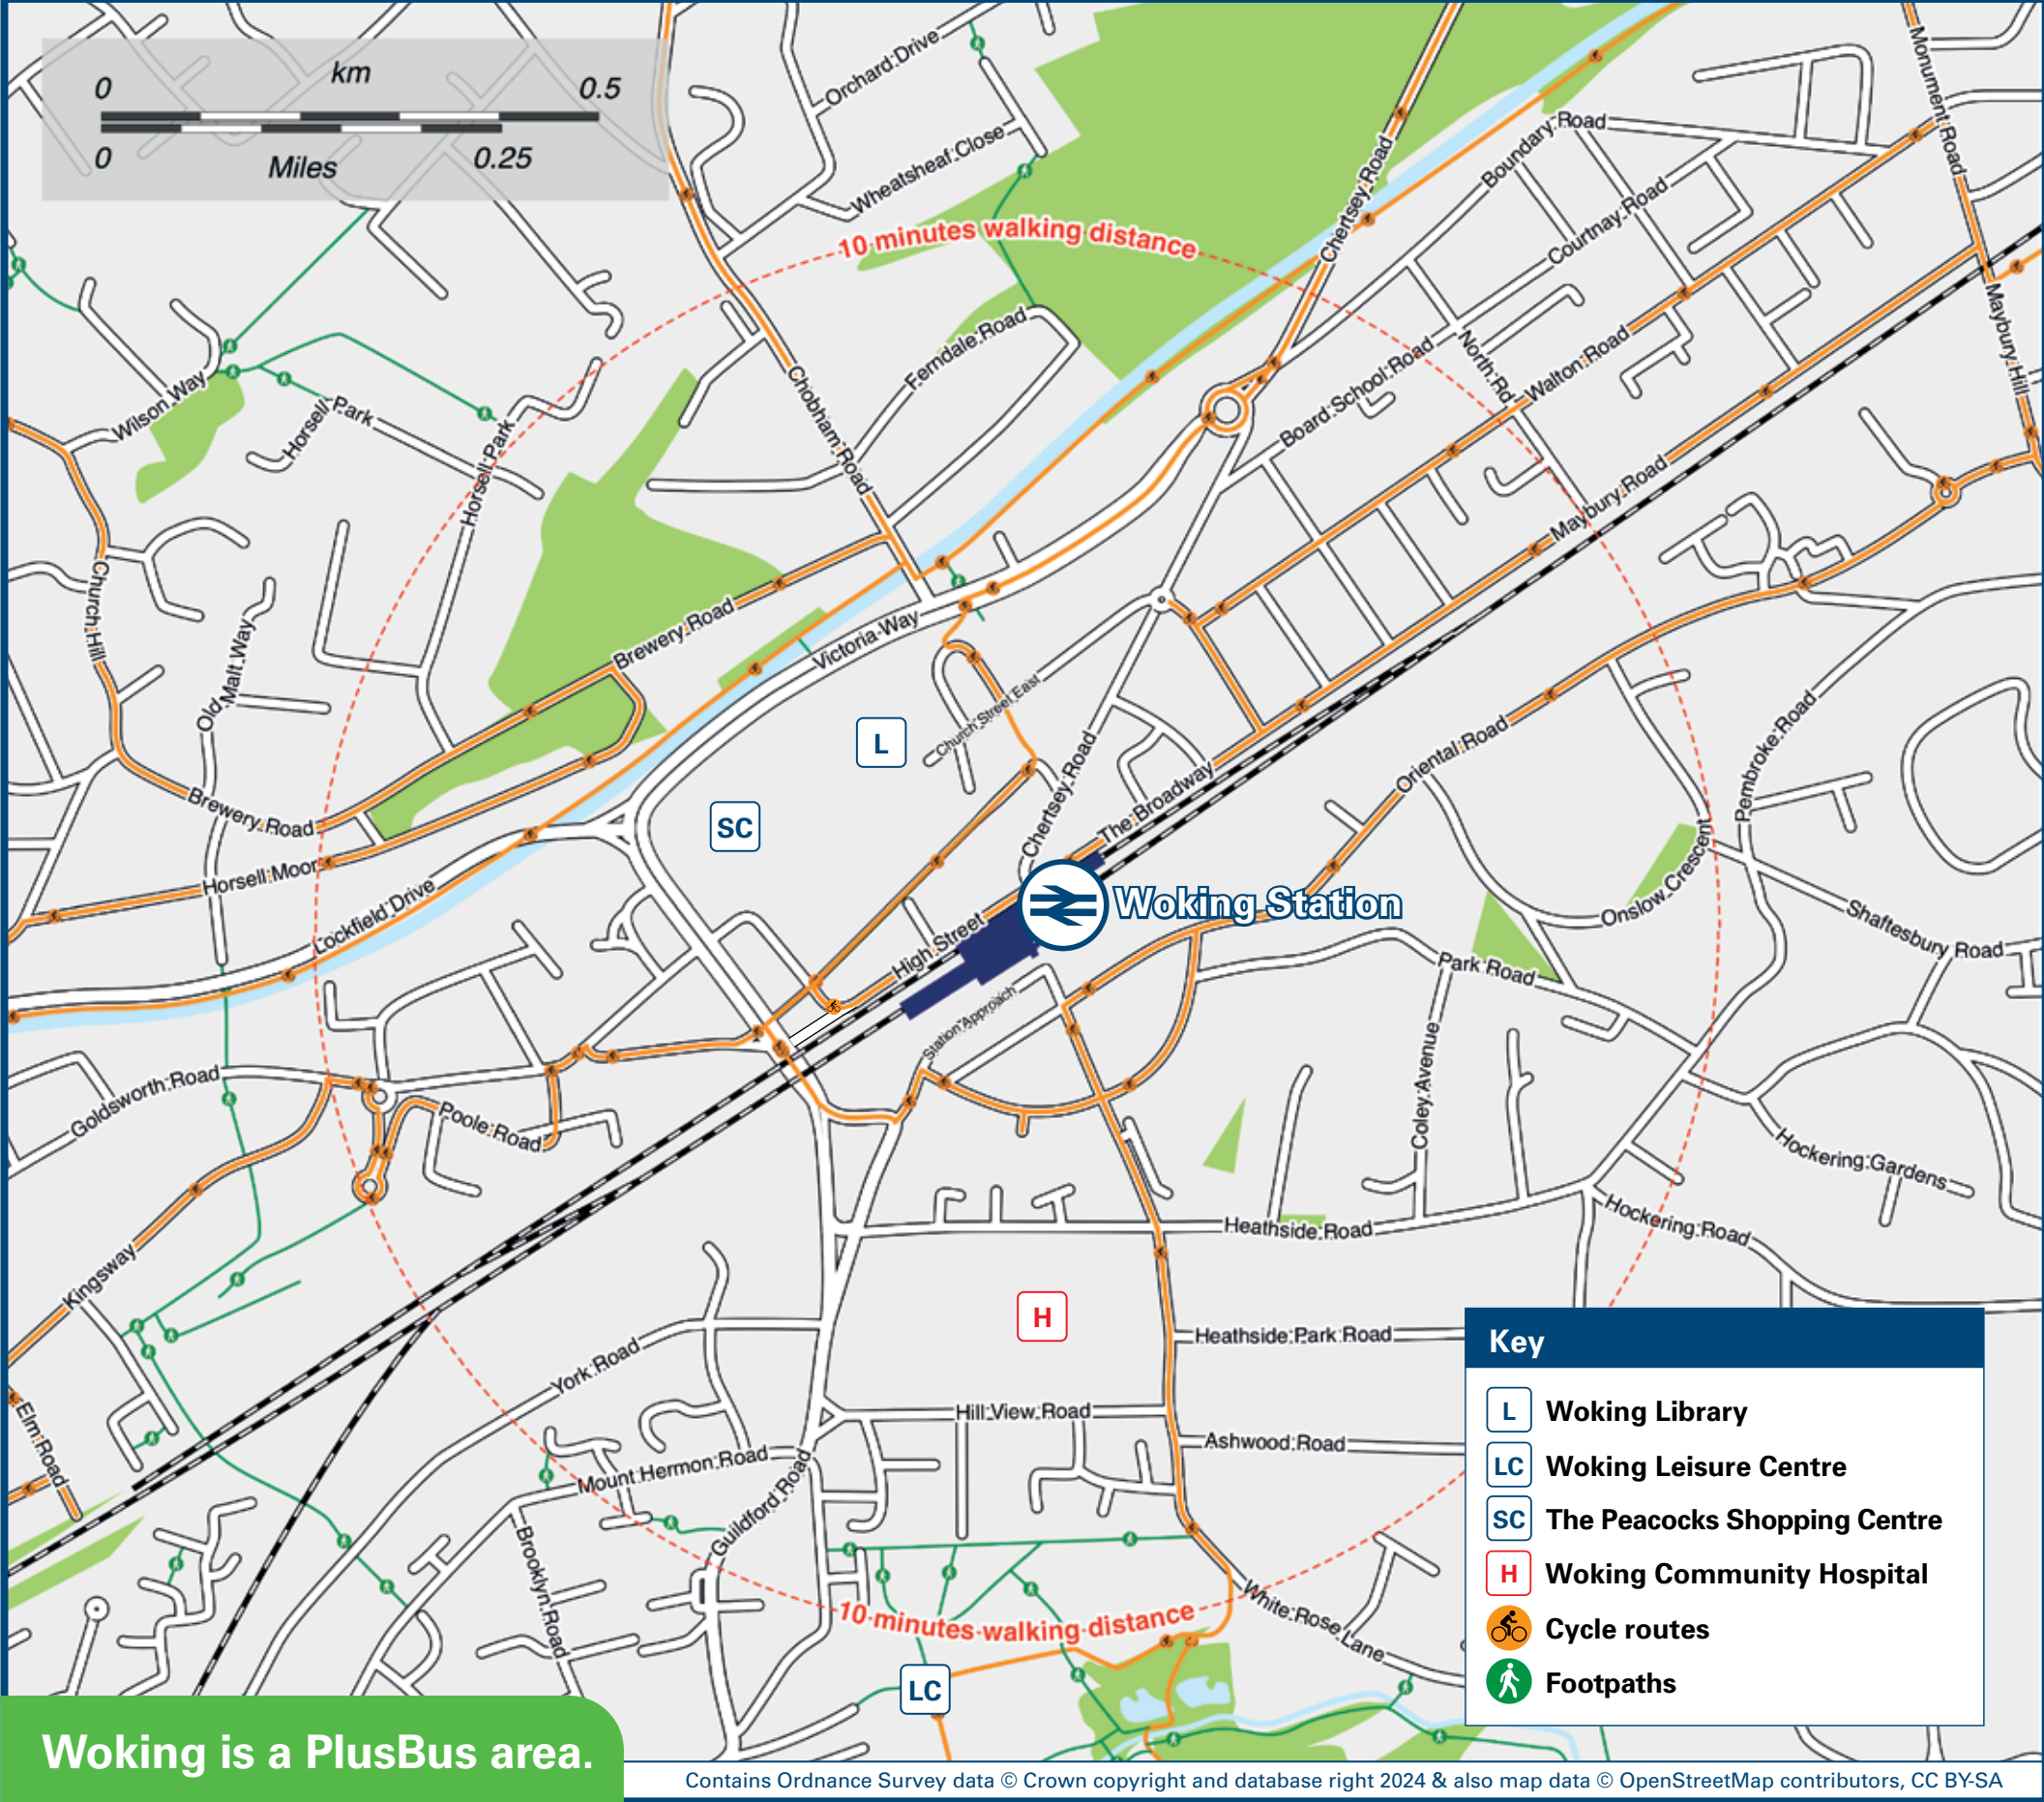 km
0 0.5
0 0.25
Miles
Orchard Drive
Wheatsheaf Close
10 minutes walking distance
Chertsey Road
Boundary Road
Courtnay Road
Monument Road
Maybury Hill
Wilson Way
Horsell Park
Horsell Park
Chobham Road
Ferndale Road
Board School Road
North Rd
Walton Road
Maybury Road
Church Hill
Old Malt Way
Brewery Road
Victoria Way
L
Church Street East
Chertsey Road
The Broadway
Oriental Road
Pembroke Road
Brewery Road
SC
Horsell Moor
Lockfield Drive
High Street
Woking Station
Onslow Crescent
Shaftesbury Road
Park Road
Station Approach
Coley Avenue
Goldsworth Road
Poole Road
Hockering Gardens
Heathside Road
Hockering Road
Kingsway
H
York Road
Heathside Park Road
Hill View Road
Ashwood Road
Elm Road
Mount Hermon Road
Guildford Road
Brooklyn Road
10 minutes walking distance
White Rose Lane
LC
Key
L Woking Library
LC Woking Leisure Centre
SC The Peacocks Shopping Centre
H Woking Community Hospital
Cycle routes
Footpaths
Woking is a PlusBus area.
Contains Ordnance Survey data © Crown copyright and database right 2024 & also map data © OpenStreetMap contributors, CC BY-SA